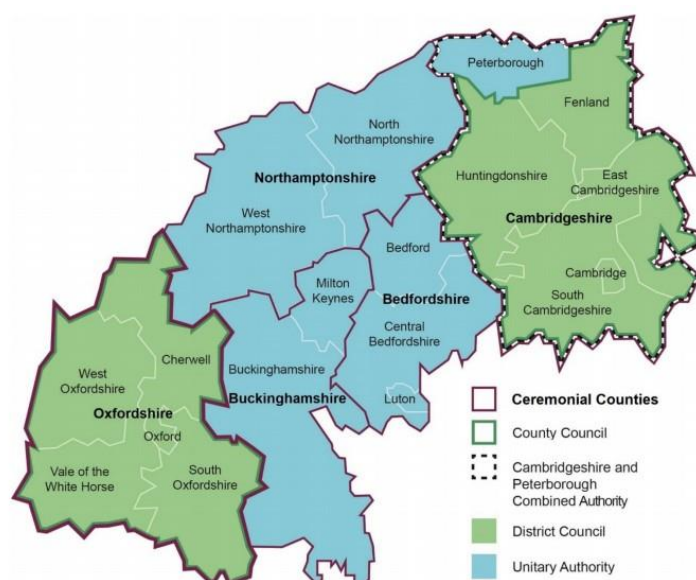 Peterborough
Fenland
North
Northamptonshire
Huntingdonshire
East
Cambridgeshire
Northamptonshire
Cambridgeshire
West
Northamptonshire
Bedford
Milton
Keynes
Bedfordshire
Cambridge
South
Cambridgeshire
Central
Bedfordshire
Cherwell
West
Oxfordshire
Buckinghamshire
Buckinghamshire
Luton
Oxfordshire
Oxford
Vale of the
White Horse
South
Oxfordshire
Ceremonial Counties
County Council
Cambridgeshire and
Peterborough
Combined Authority
District Council
Unitary Authority